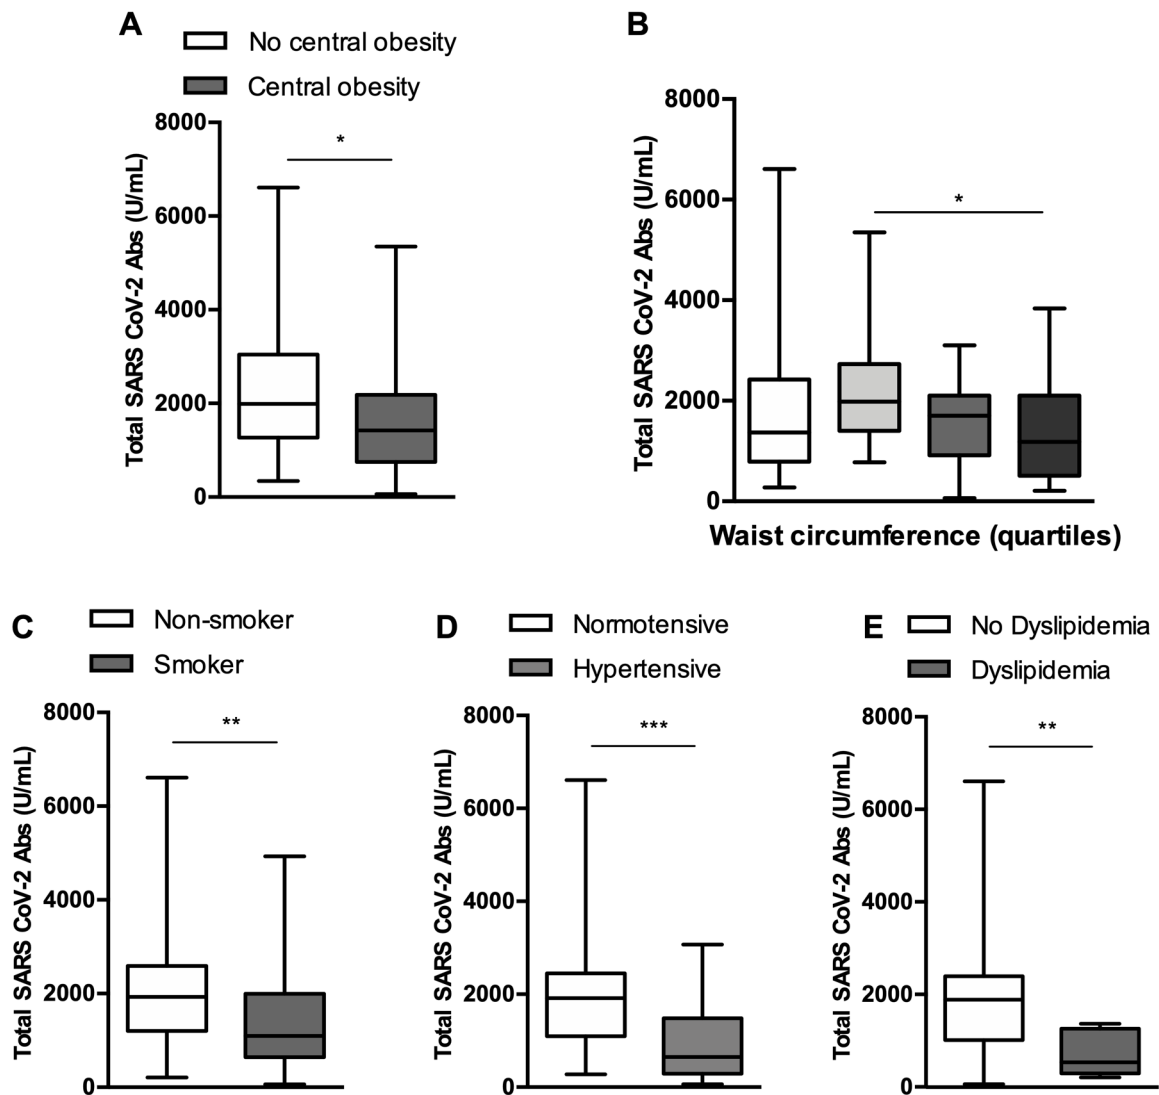 A
No central obesity
Central obesity
Total SARS CoV-2 Abs (U/mL)
8000
6000
4000
2000
0
*
B
Total SARS CoV-2 Abs (U/mL)
8000
6000
4000
2000
0
*
Waist circumference (quartiles)
C
Non-smoker
Smoker
Total SARS CoV-2 Abs (U/mL)
8000
6000
4000
2000
0
**
D
Normotensive
Hypertensive
Total SARS CoV-2 Abs (U/mL)
8000
6000
4000
2000
0
***
E
No Dyslipidemia
Dyslipidemia
Total SARS CoV-2 Abs (U/mL)
8000
6000
4000
2000
0
**